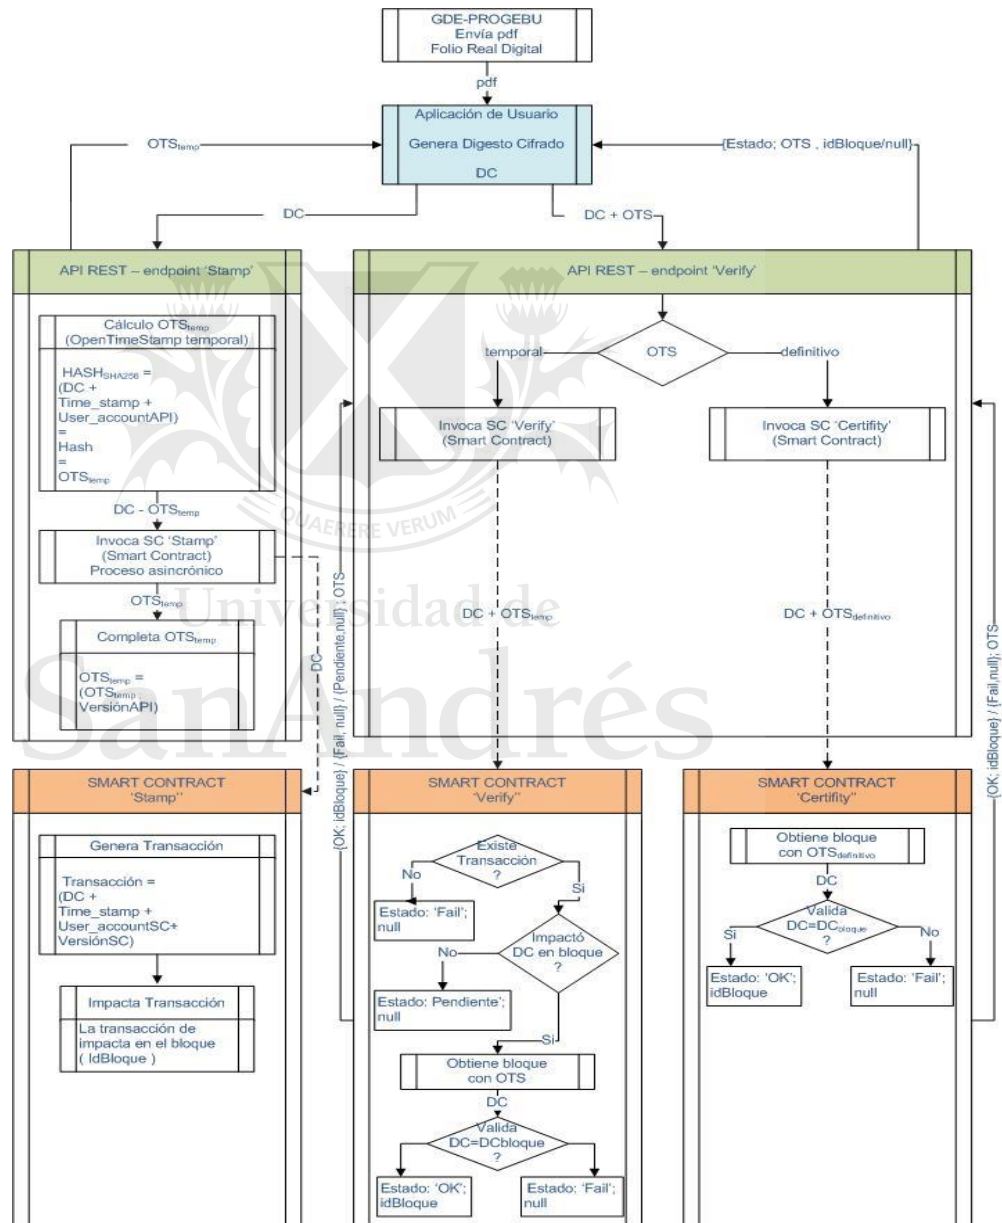 GDE-PROGEBU
Envía pdf
Folio Real Digital
pdf
Aplicación de Usuario
Genera Digesto Cifrado
DC
OTStemp
{Estado; OTS , idBloque/null}
DC
DC + OTS
API REST – endpoint 'Stamp'
Cálculo OTStemp
(OpenTimeStamp temporal)
HASHSHA256 =
(DC +
Time_stamp +
User_accountAPI)
=
Hash
=
OTStemp
DC - OTStemp
Invoca SC 'Stamp'
(Smart Contract)
Proceso asincrónico
OTStemp
Completa OTStemp
OTStemp =
(OTStemp ,
VersiónAPI)
DC
API REST – endpoint 'Verify'
OTS
temporal
definitivo
Invoca SC 'Verify'
(Smart Contract)
Invoca SC 'Certifity'
(Smart Contract)
DC + OTStemp
DC + OTSdefinitivo
{OK; idBloque} / {Fail, null} / {Pendiente,null} ; OTS
{OK; idBloque} / {Fail,null}; OTS
QUAERERE VERUM
Universidad de
SanAndrés
SMART CONTRACT
'Stamp''
Genera Transacción
Transacción =
(DC +
Time_stamp +
User_accountSC+
VersiónSC)
Impacta Transacción
La transacción de
impacta en el bloque
( IdBloque )
SMART CONTRACT
'Verify''
Existe
Transacción
?
No
Si
Estado: 'Fail';
null
Impactó
DC en bloque
?
No
Estado: Pendiente';
null
Si
Obtiene bloque
con OTS
DC
Valida
DC=DCbloque
?
Estado: 'OK';
idBloque
Estado: 'Fail';
null
SMART CONTRACT
'Certifity''
Obtiene bloque
con OTSdefinitivo
DC
Valida
DC=DCbloque
?
Si
No
Estado: 'OK';
idBloque
Estado: 'Fail';
null